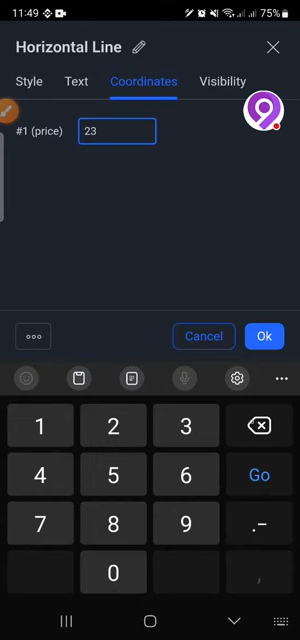 11:49 75%
Horizontal Line
Style Text Coordinates Visibility
#1 (price) 23
Cancel Ok
1 2 3
4 5 6 Go
7 8 9 .-
0 ,